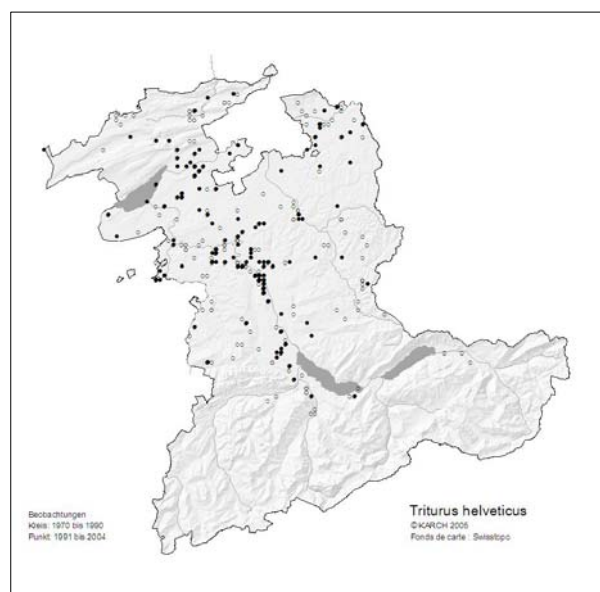 Beobachtungen
Kreis: 1970 bis 1990
Punkt: 1991 bis 2004
Triturus helveticus
©KARCH 2005
Fonds de carte : Swisstopo